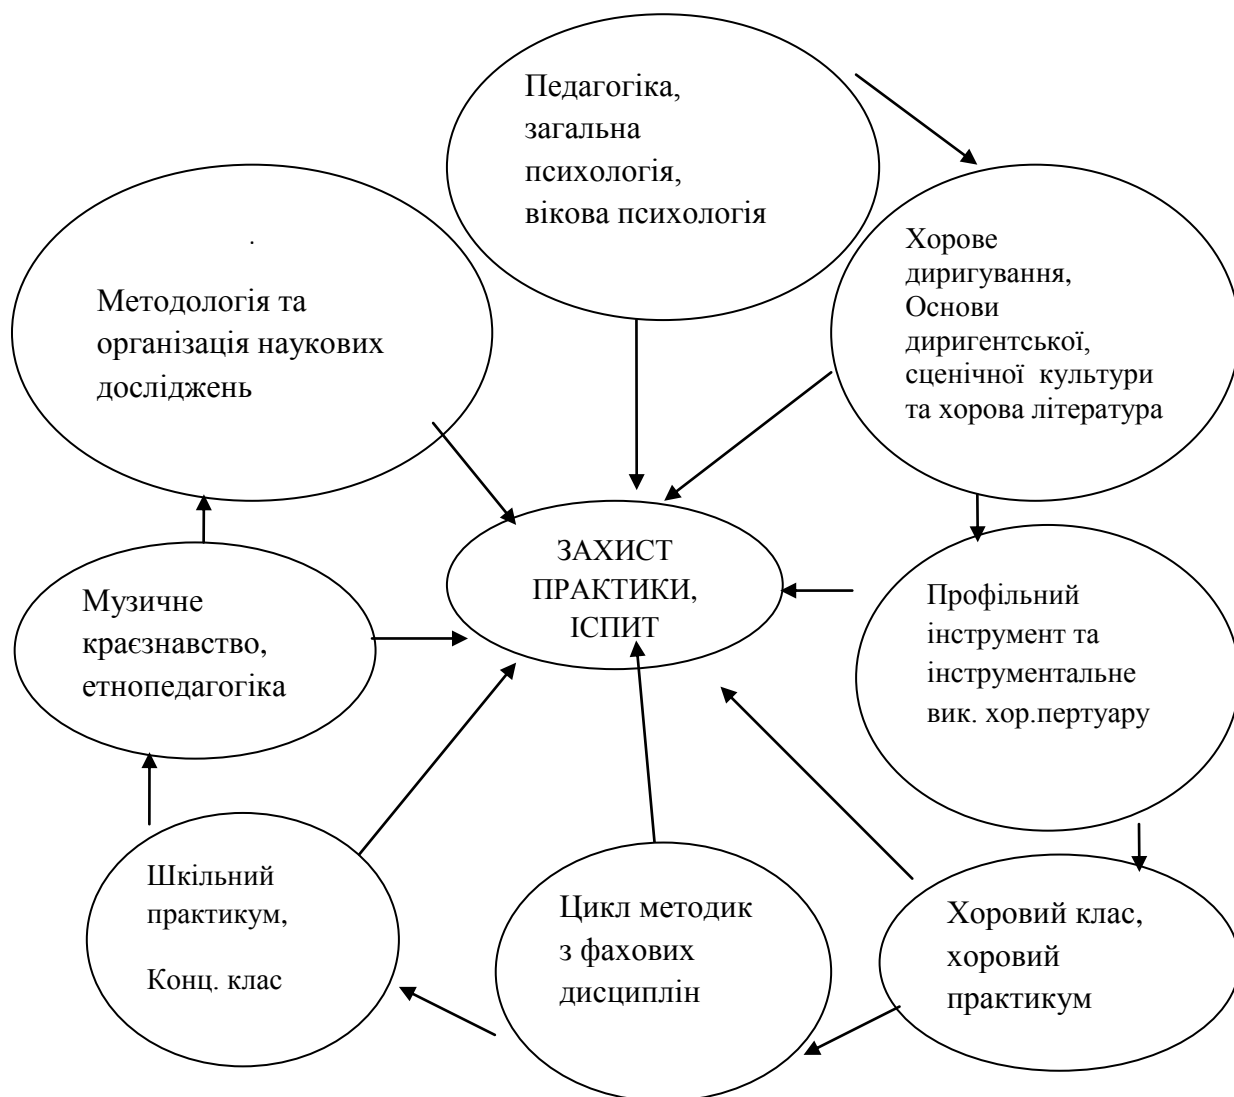 Педагогіка,
загальна
психологія,
вікова психологія
Хорове
диригування,
Основи
диригентської,
сценічної культури
та хорова література
.
Методологія та
організація наукових
досліджень
ЗАХИСТ
ПРАКТИКИ,
ІСПИТ
Музичне
краєзнавство,
етнопедагогіка
Профільний
інструмент та
інструментальне
вик. хор.пертуару
Шкільний
практикум,
Конц. клас
Цикл методик
з фахових
дисциплін
Хоровий клас,
хоровий
практикум